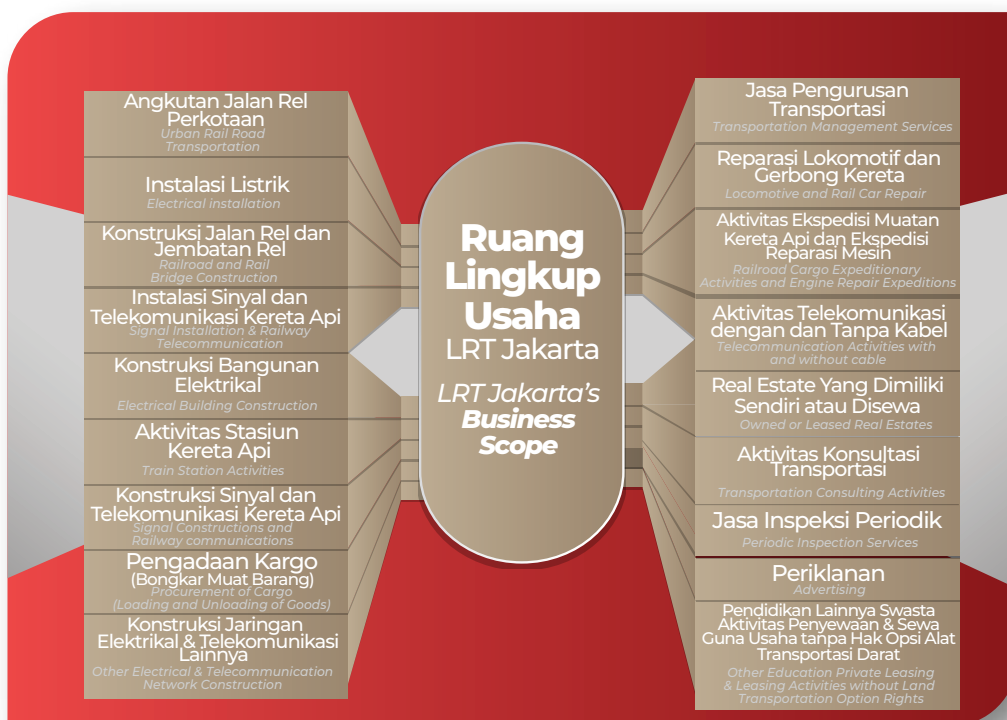 Angkutan Jalan Rel
Perkotaan
Urban Rail Road
Transportation
Instalasi Listrik
Electrical installation
Konstruksi Jalan Rel dan
Jembatan Rel
Railroad and Rail
Bridge Construction
Instalasi Sinyal dan
Telekomunikasi Kereta Api
Signal Installation & Railway
Telecommunication
Konstruksi Bangunan
Elektrikal
Electrical Building Construction
Aktivitas Stasiun
Kereta Api
Train Station Activities
Konstruksi Sinyal dan
Telekomunikasi Kereta Api
Signal Constructions and
Railway communications
Pengadaan Kargo
(Bongkar Muat Barang)
Procurement of Cargo
(Loading and Unloading of Goods)
Konstruksi Jaringan
Elektrikal & Telekomunikasi
Lainnya
Other Electrical & Telecommunication
Network Construction
Ruang
Lingkup
Usaha
LRT Jakarta
LRT Jakarta's
Business
Scope
Jasa Pengurusan
Transportasi
Transportation Management Services
Reparasi Lokomotif dan
Gerbong Kereta
Locomotive and Rail Car Repair
Aktivitas Ekspedisi Muatan
Kereta Api dan Ekspedisi
Reparasi Mesin
Railroad Cargo Expeditionary
Activities and Engine Repair Expeditions
Aktivitas Telekomunikasi
dengan dan Tanpa Kabel
Telecommunication Activities with
and without cable
Real Estate Yang Dimiliki
Sendiri atau Disewa
Owned or Leased Real Estates
Aktivitas Konsultasi
Transportasi
Transportation Consulting Activities
Jasa Inspeksi Periodik
Periodic Inspection Services
Periklanan
Advertising
Pendidikan Lainnya Swasta
Aktivitas Penyewaan & Sewa
Guna Usaha tanpa Hak Opsi Alat
Transportasi Darat
Other Education Private Leasing
& Leasing Activities without Land
Transportation Option Rights